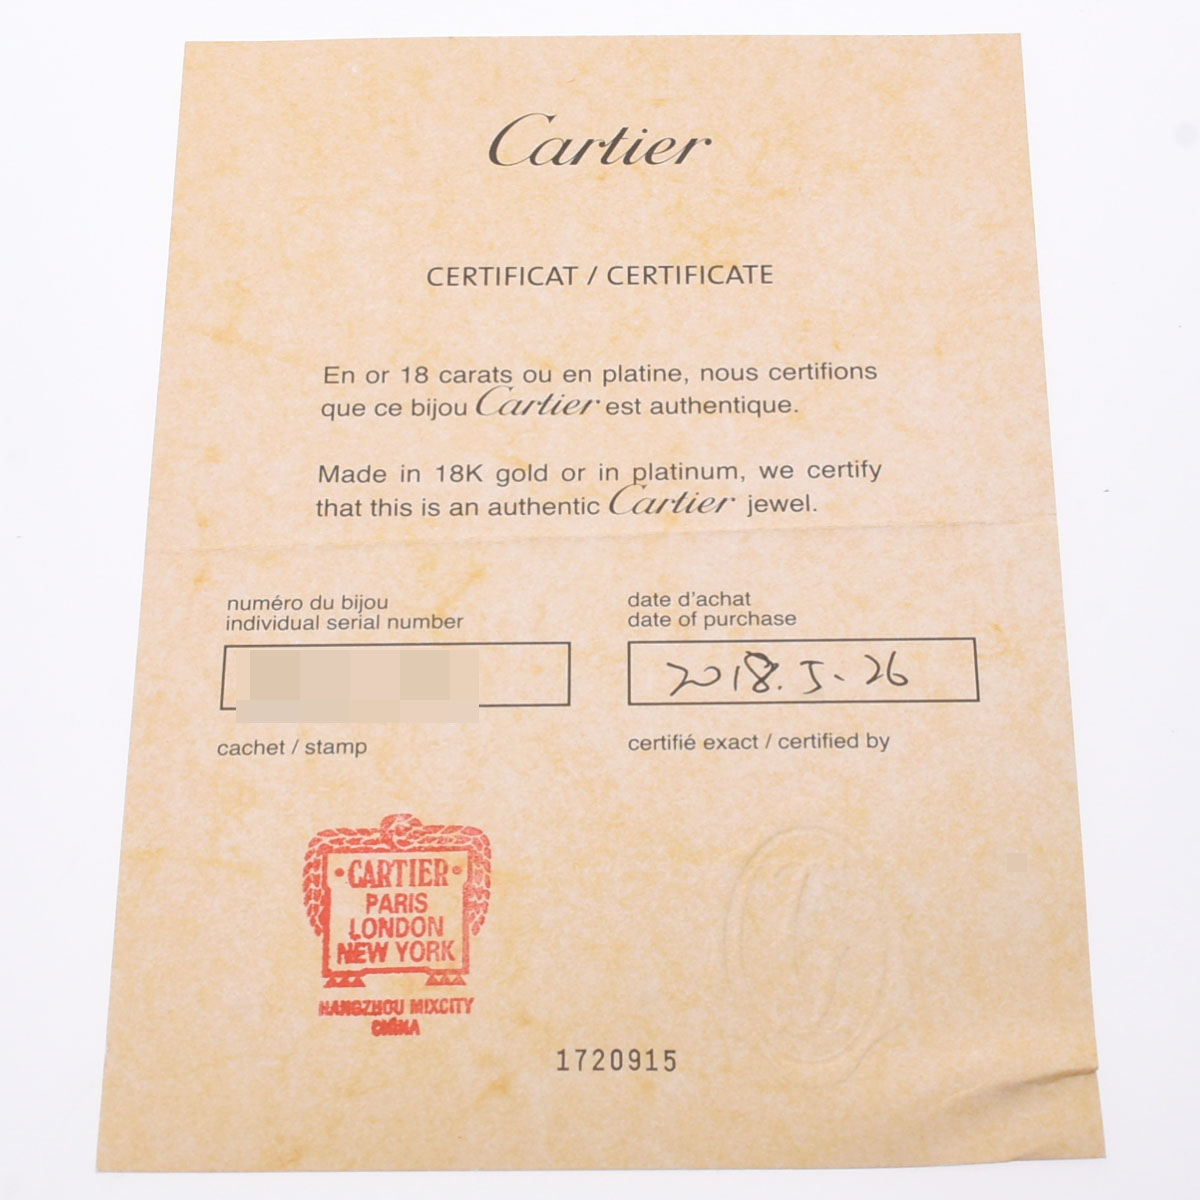 Cartier
CERTIFICAT / CERTIFICATE
En or 18 carats ou en platine, nous certifions
que ce bijou Cartier est authentique.
Made in 18K gold or in platinum, we certify
that this is an authentic Cartier jewel.
numéro du bijou
individual serial number
date d'achat
date of purchase
2018.5.26
cachet / stamp
certifié exact / certified by
·CARTIER·
PARIS
LONDON
NEW YORK
HANGZHOU MIXCITY
CHINA
1720915